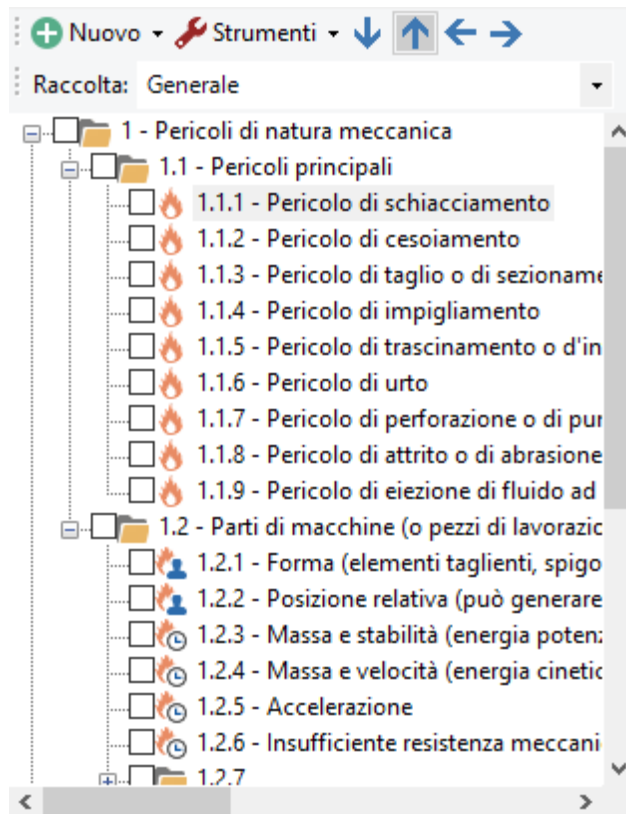 Nuovo Strumenti
Raccolta: Generale
1 - Pericoli di natura meccanica
1.1 - Pericoli principali
1.1.1 - Pericolo di schiacciamento
1.1.2 - Pericolo di cesoiamento
1.1.3 - Pericolo di taglio o di sezioname
1.1.4 - Pericolo di impigliamento
1.1.5 - Pericolo di trascinamento o d'in
1.1.6 - Pericolo di urto
1.1.7 - Pericolo di perforazione o di pur
1.1.8 - Pericolo di attrito o di abrasione
1.1.9 - Pericolo di eiezione di fluido ad
1.2 - Parti di macchine (o pezzi di lavorazic
1.2.1 - Forma (elementi taglienti, spigo
1.2.2 - Posizione relativa (può generare
1.2.3 - Massa e stabilità (energia poten
1.2.4 - Massa e velocità (energia cinetic
1.2.5 - Accelerazione
1.2.6 - Insufficiente resistenza meccani
1.2.7